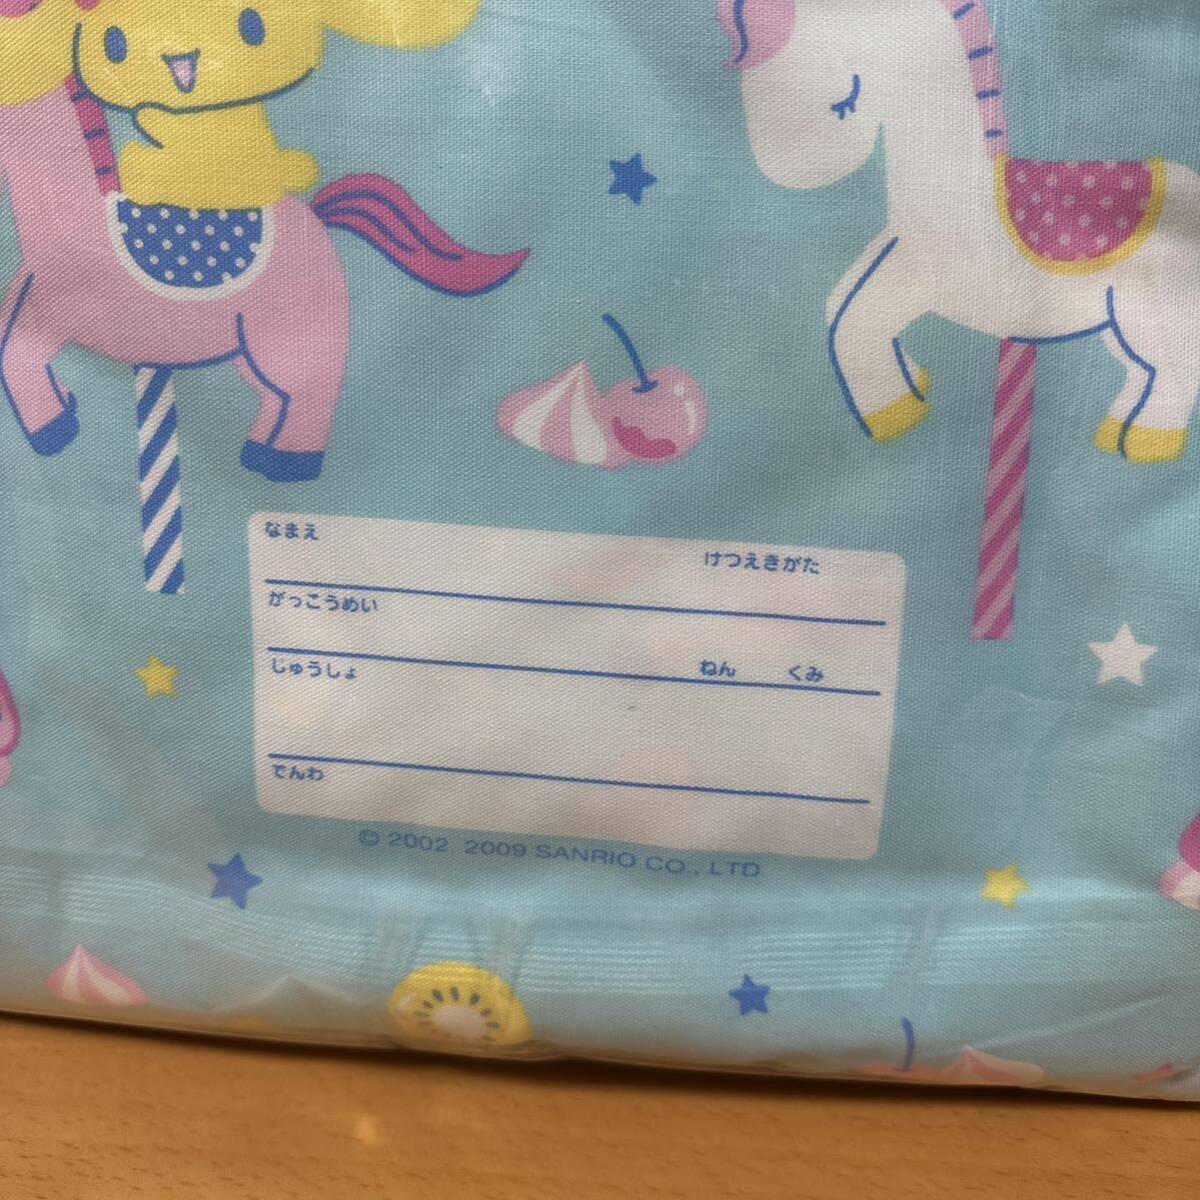 なまえ
けつえきがた
がっこうめい
ねん くみ
じゅうしょ
でんわ
© 2002, 2009 SANRIO CO., LTD